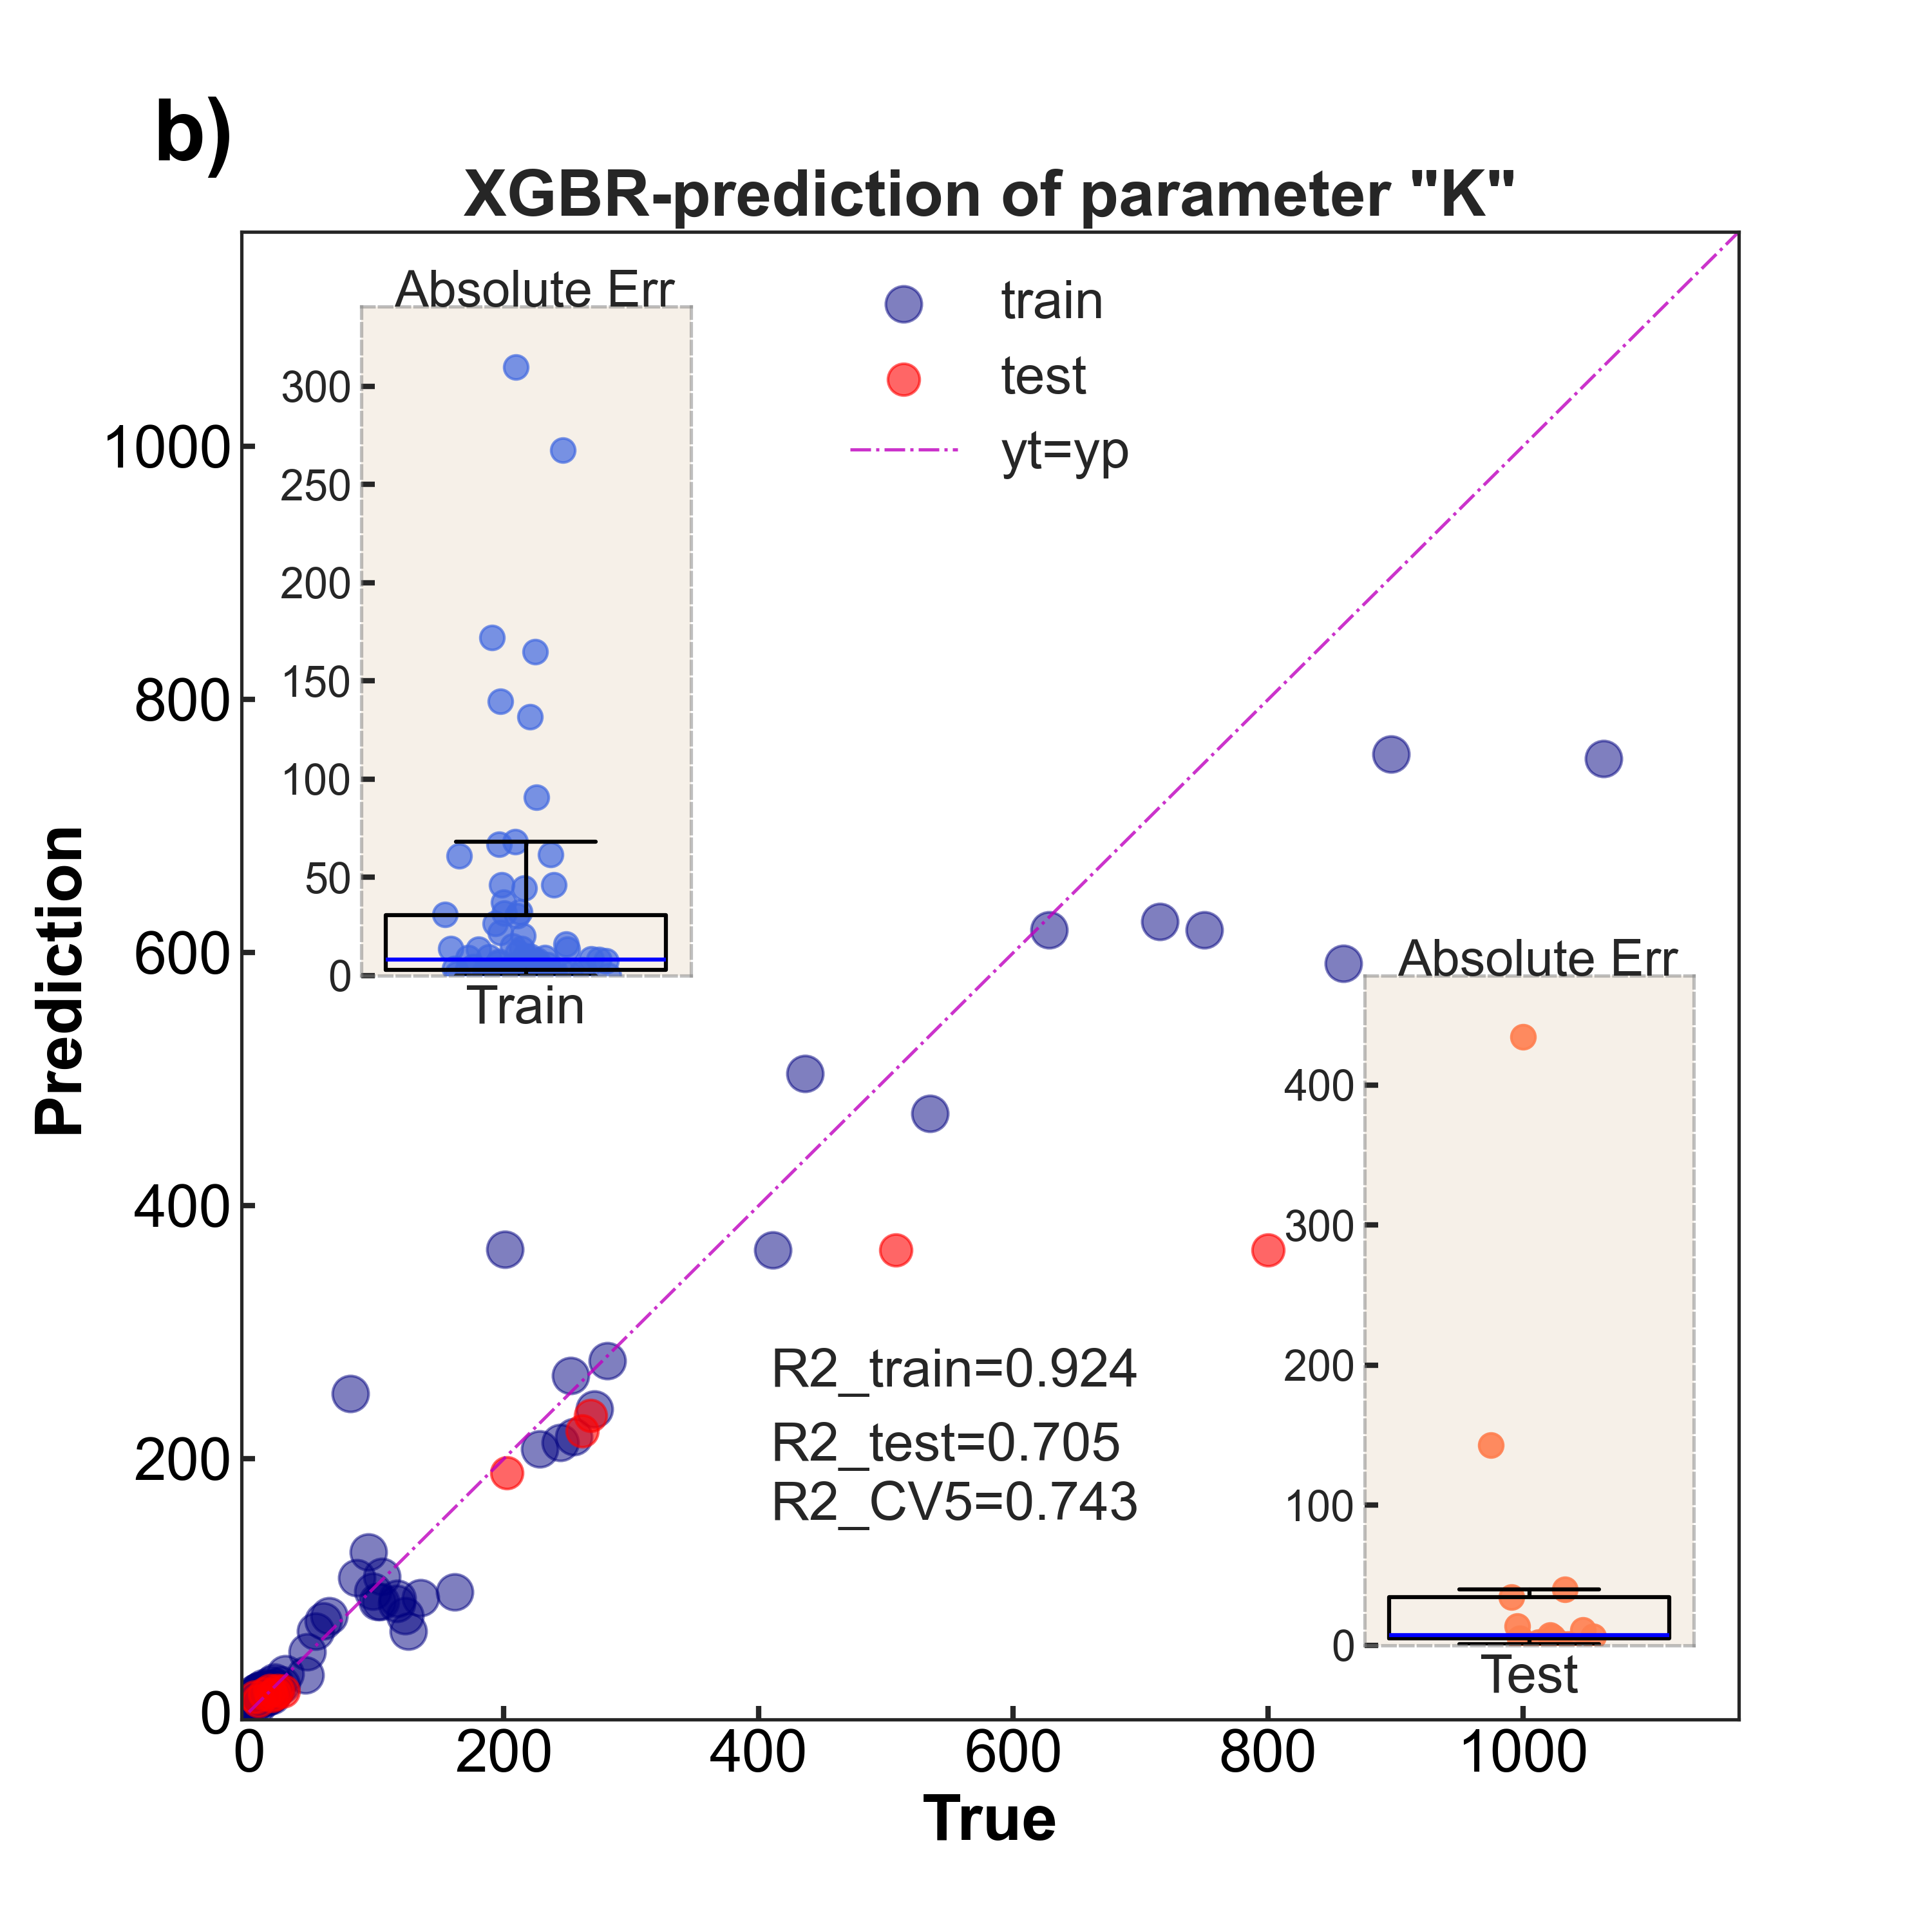 b)
XGBR-prediction of parameter "K"
Absolute Err
300
250
200
150
100
50
0
Train
train
test
yt=yp
1000
800
600
400
200
0
Prediction
Absolute Err
400
300
200
100
0
Test
R2_train=0.924
R2_test=0.705
R2_CV5=0.743
0 200 400 600 800 1000
True